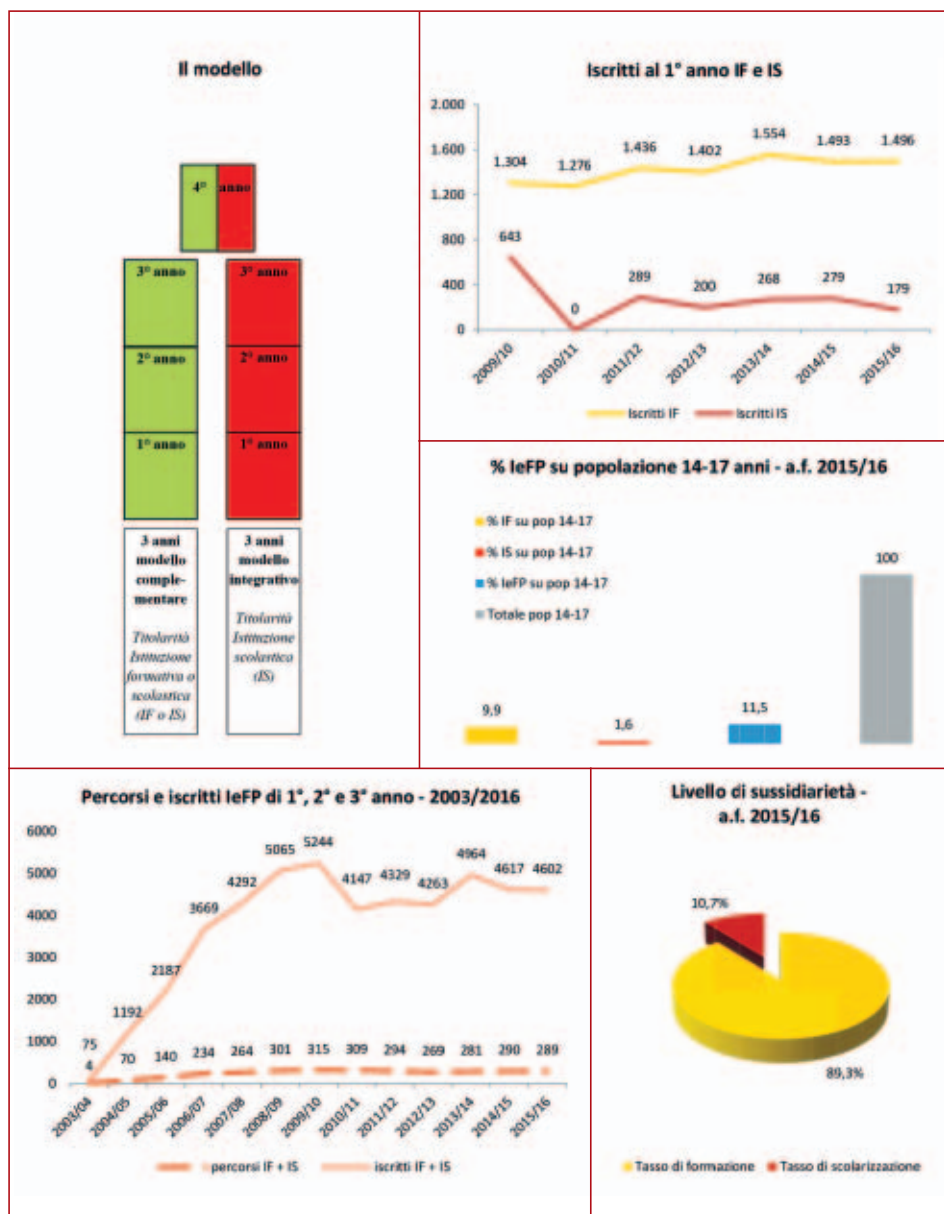 Il modello
4° anno
3° anno 3° anno
2° anno 2° anno
1° anno 1° anno
3 anni
modello
comple-
mentare
Titolarità
Istituzione
formativa o
scolastica
(IF o IS)
3 anni
modello
integrativo
Titolarità
Istituzione
scolastica
(IS)
Iscritti al 1° anno IF e IS
2.000
1.600
1.200
800
400
0
1.304 1.276 1.436 1.402 1.554 1.493 1.496
643 0 289 200 268 279 179
2009/10 2010/11 2011/12 2012/13 2013/14 2014/15 2015/16
Iscritti IF Iscritti IS
% IeFP su popolazione 14-17 anni - a.f. 2015/16
% IF su pop 14-17
% IS su pop 14-17
% IeFP su pop 14-17
Totale pop 14-17
9,9 1,6 11,5 100
Percorsi e iscritti IeFP di 1°, 2° e 3° anno - 2003/2016
6000
5000
4000
3000
2000
1000
0
75 1192 2187 3669 4292 5065 5244 4147 4329 4263 4964 4617 4602
4 70 140 234 264 301 315 309 294 269 281 290 289
2003/04 2004/05 2005/06 2006/07 2007/08 2008/09 2009/10 2010/11 2011/12 2012/13 2013/14 2014/15 2015/16
percorsi IF + IS iscritti IF + IS
Livello di sussidiarietà -
a.f. 2015/16
10,7%
89,3%
Tasso di formazione Tasso di scolarizzazione